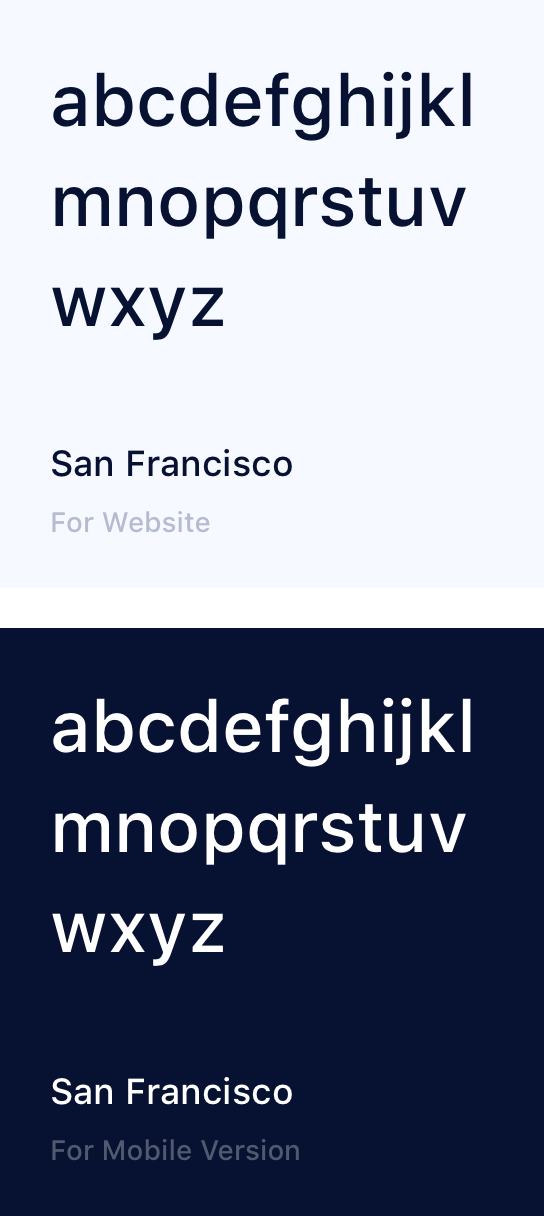 abcdefghijkl
mnopqrstuv
wxyz
San Francisco
For Website
abcdefghijkl
mnopqrstuv
wxyz
San Francisco
For Mobile Version